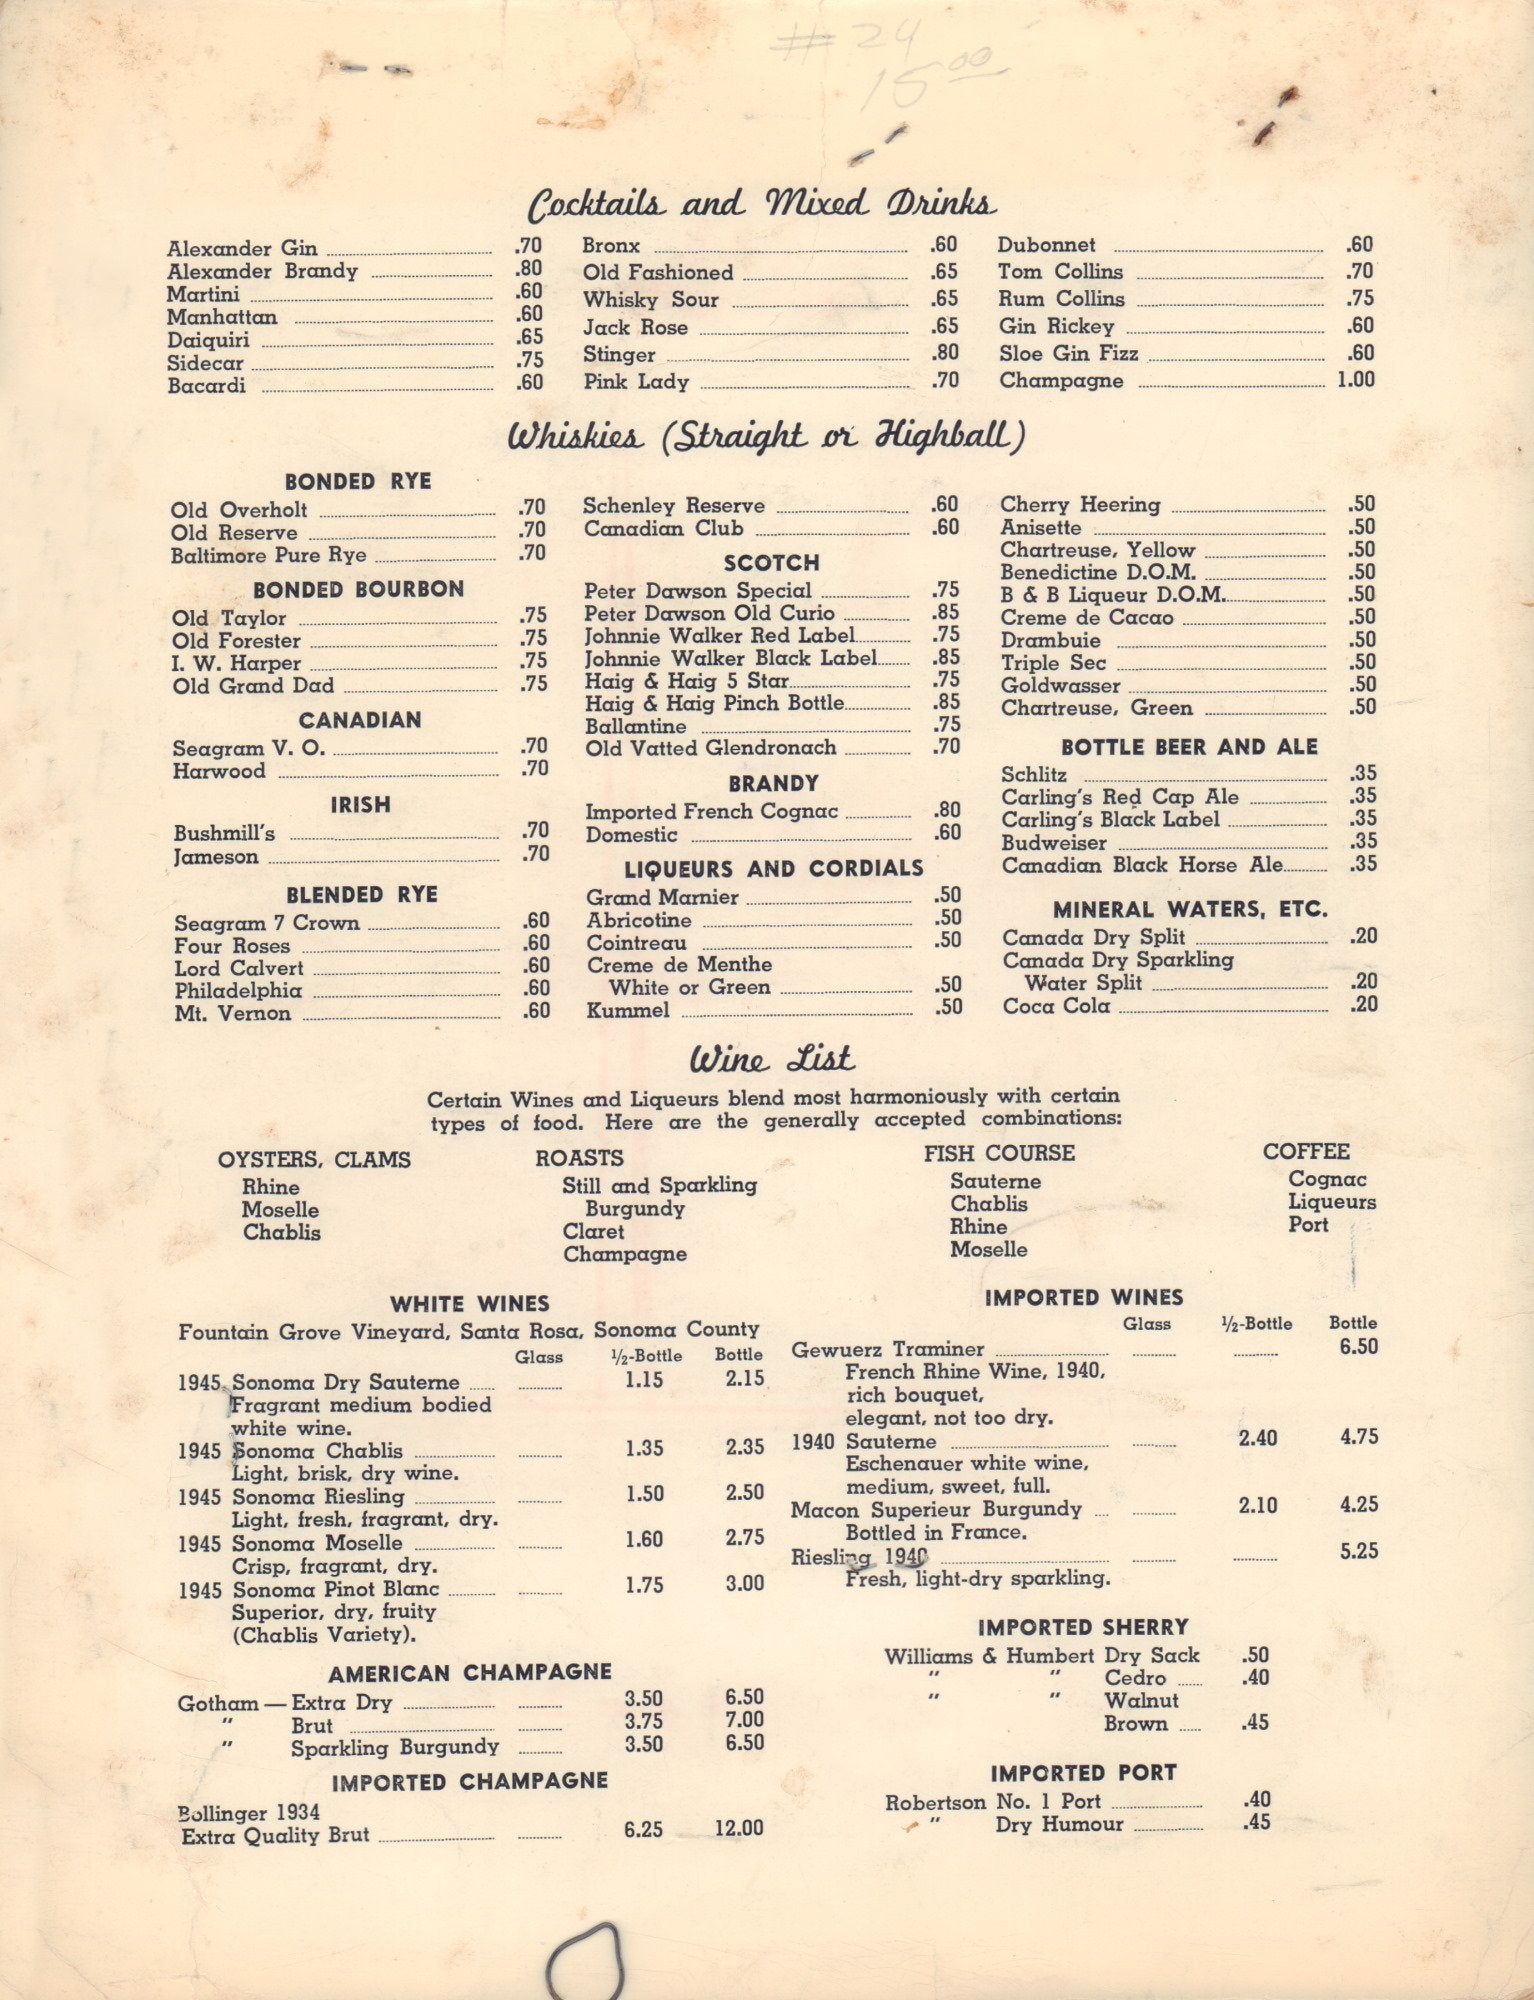 # 24
15 00
Cocktails and Mixed Drinks
Alexander Gin .70
Alexander Brandy .80
Martini .60
Manhattan .60
Daiquiri .65
Sidecar .75
Bacardi .60
Bronx .60
Old Fashioned .65
Whisky Sour .65
Jack Rose .65
Stinger .80
Pink Lady .70
Dubonnet .60
Tom Collins .70
Rum Collins .75
Gin Rickey .60
Sloe Gin Fizz .60
Champagne 1.00
Whiskies (Straight or Highball)
BONDED RYE
Old Overholt .70
Old Reserve .70
Baltimore Pure Rye .70
BONDED BOURBON
Old Taylor .75
Old Forester .75
I. W. Harper .75
Old Grand Dad .75
CANADIAN
Seagram V. O. .70
Harwood .70
IRISH
Bushmill's .70
Jameson .70
BLENDED RYE
Seagram 7 Crown .60
Four Roses .60
Lord Calvert .60
Philadelphia .60
Mt. Vernon .60
Schenley Reserve .60
Canadian Club .60
SCOTCH
Peter Dawson Special .75
Peter Dawson Old Curio .85
Johnnie Walker Red Label .75
Johnnie Walker Black Label .85
Haig & Haig 5 Star .75
Haig & Haig Pinch Bottle .85
Ballantine .75
Old Vatted Glendronach .70
BRANDY
Imported French Cognac .80
Domestic .60
LIQUEURS AND CORDIALS
Grand Marnier .50
Abricotine .50
Cointreau .50
Creme de Menthe
White or Green .50
Kummel .50
Cherry Heering .50
Anisette .50
Chartreuse, Yellow .50
Benedictine D.O.M. .50
B & B Liqueur D.O.M. .50
Creme de Cacao .50
Drambuie .50
Triple Sec .50
Goldwasser .50
Chartreuse, Green .50
BOTTLE BEER AND ALE
Schlitz .35
Carling's Red Cap Ale .35
Carling's Black Label .35
Budweiser .35
Canadian Black Horse Ale .35
MINERAL WATERS, ETC.
Canada Dry Split .20
Canada Dry Sparkling
Water Split .20
Coca Cola .20
Wine List
Certain Wines and Liqueurs blend most harmoniously with certain
types of food. Here are the generally accepted combinations:
OYSTERS, CLAMS
Rhine
Moselle
Chablis
ROASTS
Still and Sparkling
Burgundy
Claret
Champagne
FISH COURSE
Sauterne
Chablis
Rhine
Moselle
COFFEE
Cognac
Liqueurs
Port
WHITE WINES
Fountain Grove Vineyard, Santa Rosa, Sonoma County
Glass ½-Bottle Bottle
1945 Sonoma Dry Sauterne 1.15 2.15
Fragrant medium bodied
white wine.
1945 Sonoma Chablis 1.35 2.35
Light, brisk, dry wine.
1945 Sonoma Riesling 1.50 2.50
Light, fresh, fragrant, dry.
1945 Sonoma Moselle 1.60 2.75
Crisp, fragrant, dry.
1945 Sonoma Pinot Blanc 1.75 3.00
Superior, dry, fruity
(Chablis Variety).
AMERICAN CHAMPAGNE
Gotham — Extra Dry 3.50 6.50
" Brut 3.75 7.00
" Sparkling Burgundy 3.50 6.50
IMPORTED CHAMPAGNE
Bollinger 1934
Extra Quality Brut 6.25 12.00
IMPORTED WINES
Glass ½-Bottle Bottle
Gewuerz Traminer 6.50
French Rhine Wine, 1940,
rich bouquet,
elegant, not too dry.
1940 Sauterne 2.40 4.75
Eschenauer white wine,
medium, sweet, full.
Macon Superieur Burgundy 2.10 4.25
Bottled in France.
Riesling 1940 5.25
Fresh, light-dry sparkling.
IMPORTED SHERRY
Williams & Humbert Dry Sack .50
" " Cedro .40
" " Walnut
Brown .45
IMPORTED PORT
Robertson No. 1 Port .40
" Dry Humour .45